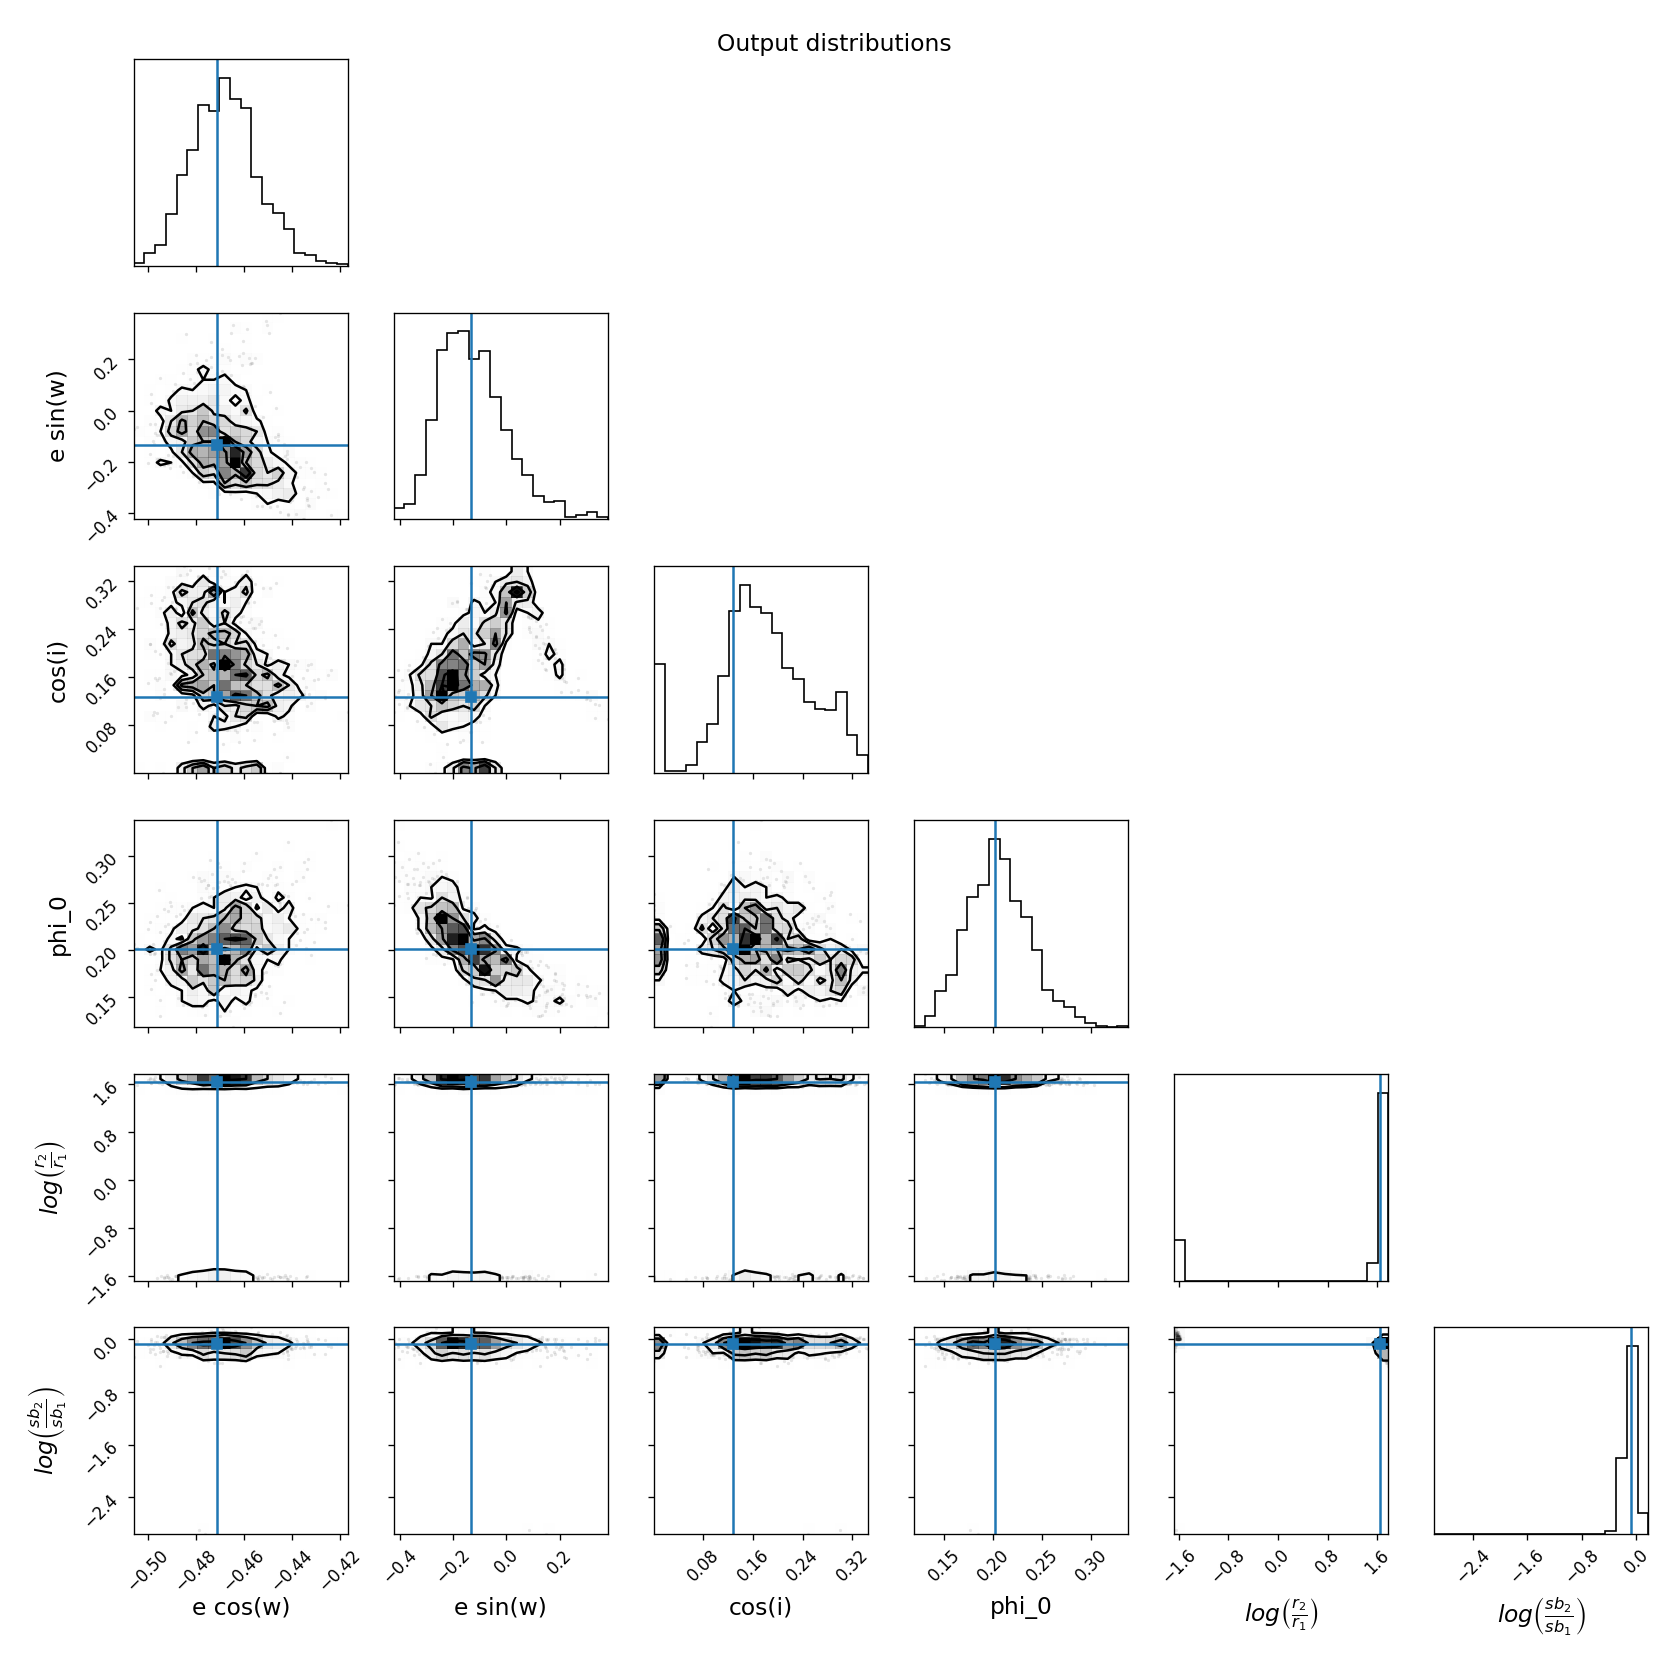 Output distributions
e sin(w)
0.2
0.0
−0.2
−0.4
cos(i)
0.32
0.24
0.16
0.08
phi_0
0.30
0.25
0.20
0.15
log(r₂/r₁)
1.6
0.8
0.0
−0.8
−1.6
log(sb₂/sb₁)
0.0
−0.8
−1.6
−2.4
−0.50 −0.48 −0.46 −0.44 −0.42
−0.4 −0.2 0.0 0.2
0.08 0.16 0.24 0.32
0.15 0.20 0.25 0.30
−1.6 −0.8 0.0 0.8 1.6
−2.4 −1.6 −0.8 0.0
e cos(w)
e sin(w)
cos(i)
phi_0
log(r₂/r₁)
log(sb₂/sb₁)